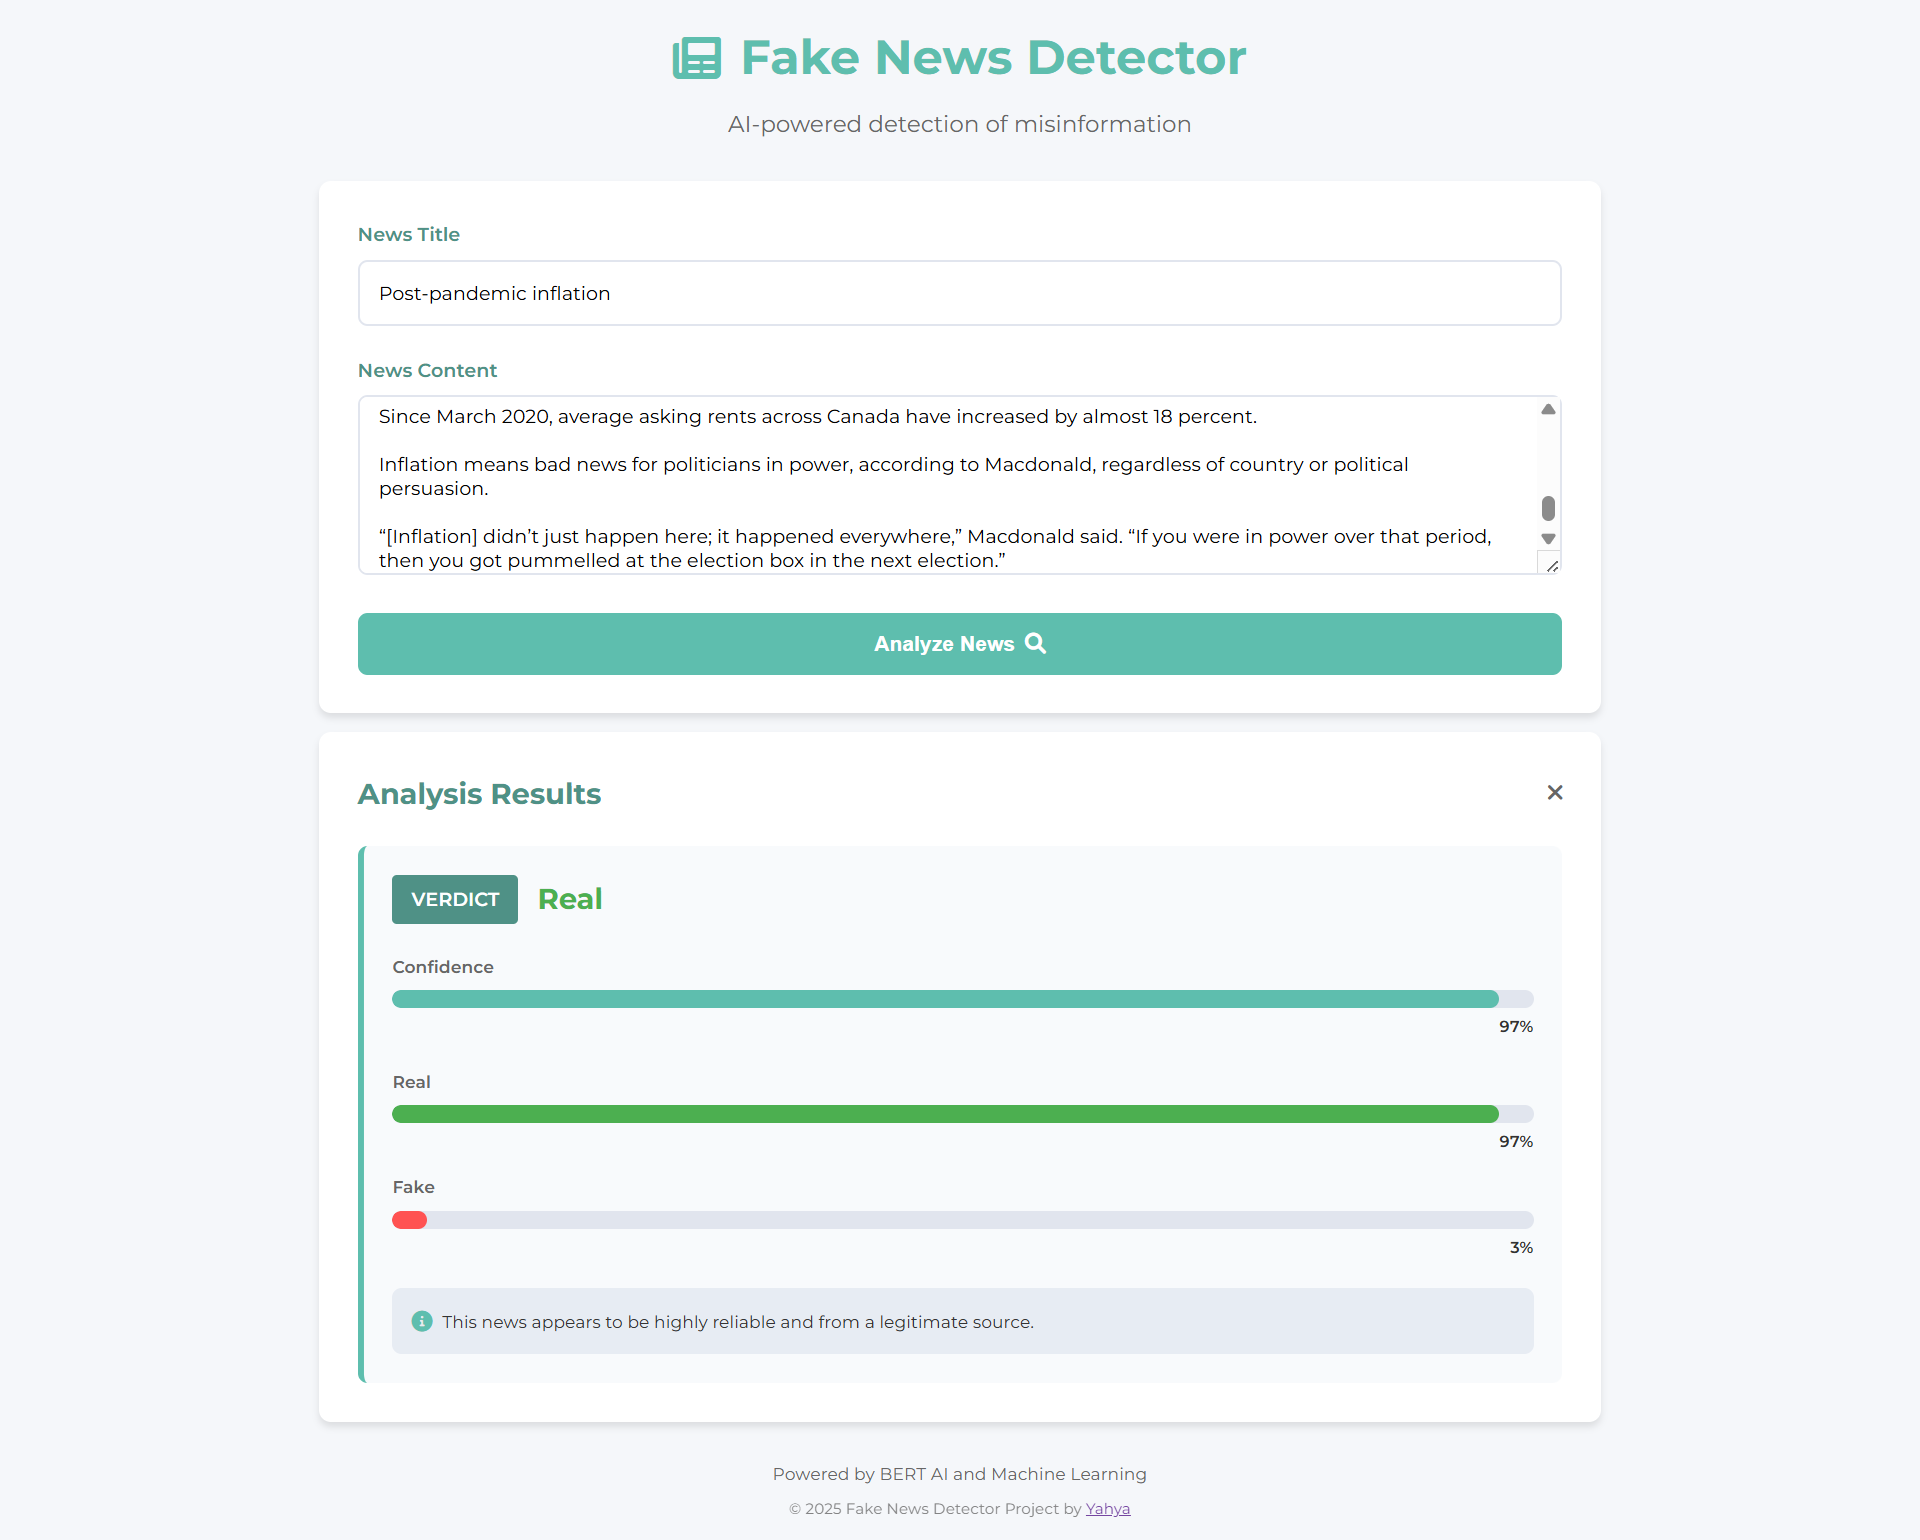 Fake News Detector
AI-powered detection of misinformation
News Title
Post-pandemic inflation
News Content
Since March 2020, average asking rents across Canada have increased by almost 18 percent.
Inflation means bad news for politicians in power, according to Macdonald, regardless of country or political
persuasion.
“[Inflation] didn’t just happen here; it happened everywhere,” Macdonald said. “If you were in power over that period,
then you got pummelled at the election box in the next election.”
Analyze News
Analysis Results
VERDICT Real
Confidence
97%
Real
97%
Fake
3%
This news appears to be highly reliable and from a legitimate source.
Powered by BERT AI and Machine Learning
© 2025 Fake News Detector Project by Yahya